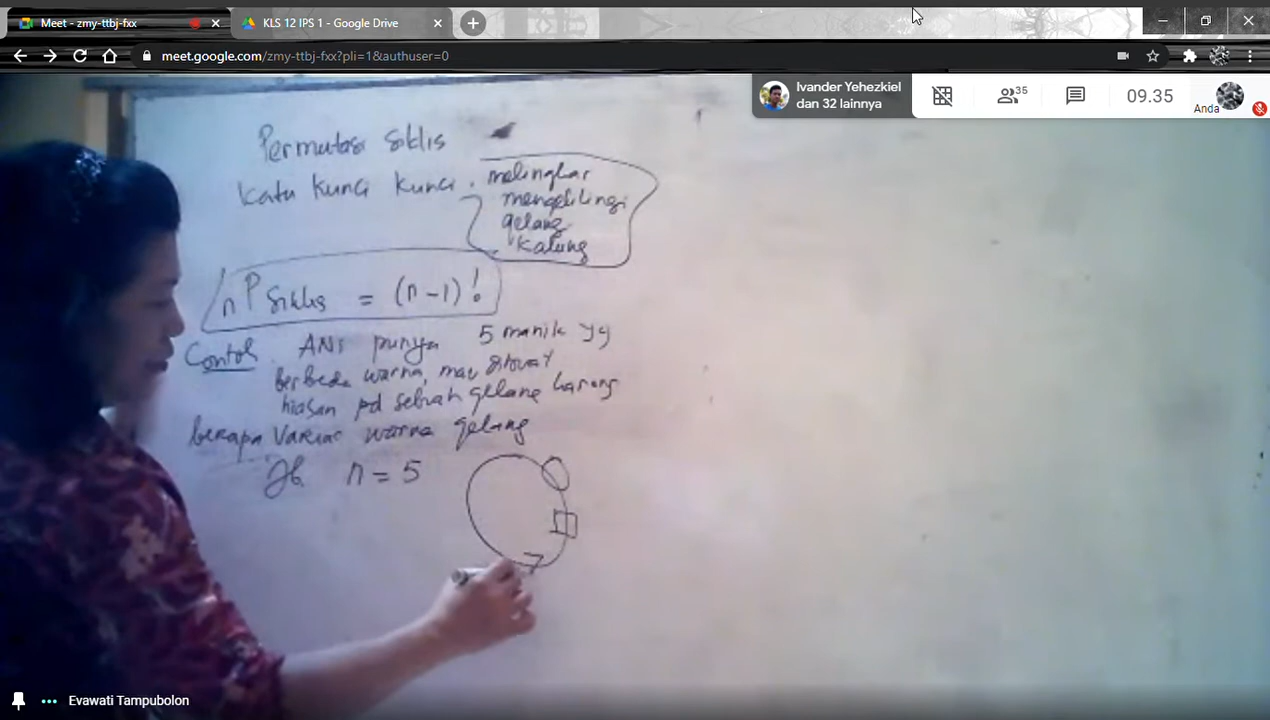 Meet - zmy-ttbj-fxx
KLS 12 IPS 1 - Google Drive
meet.google.com/zmy-ttbj-fxx?pli=1&authuser=0
Ivander Yehezkiel
dan 32 lainnya
35
09.35
Anda
Permutasi siklis
Kata Kunci Kunci . melingkar
mengelilingi
gelang
Kalung
nP siklis = (n-1)!
Contoh. ANi punya 5 manik yg
berbeda warna, mau dibuat
hiasan pd sebuah gelang
berapa variasi warna gelang
Jb. n = 5
Evawati Tampubolon